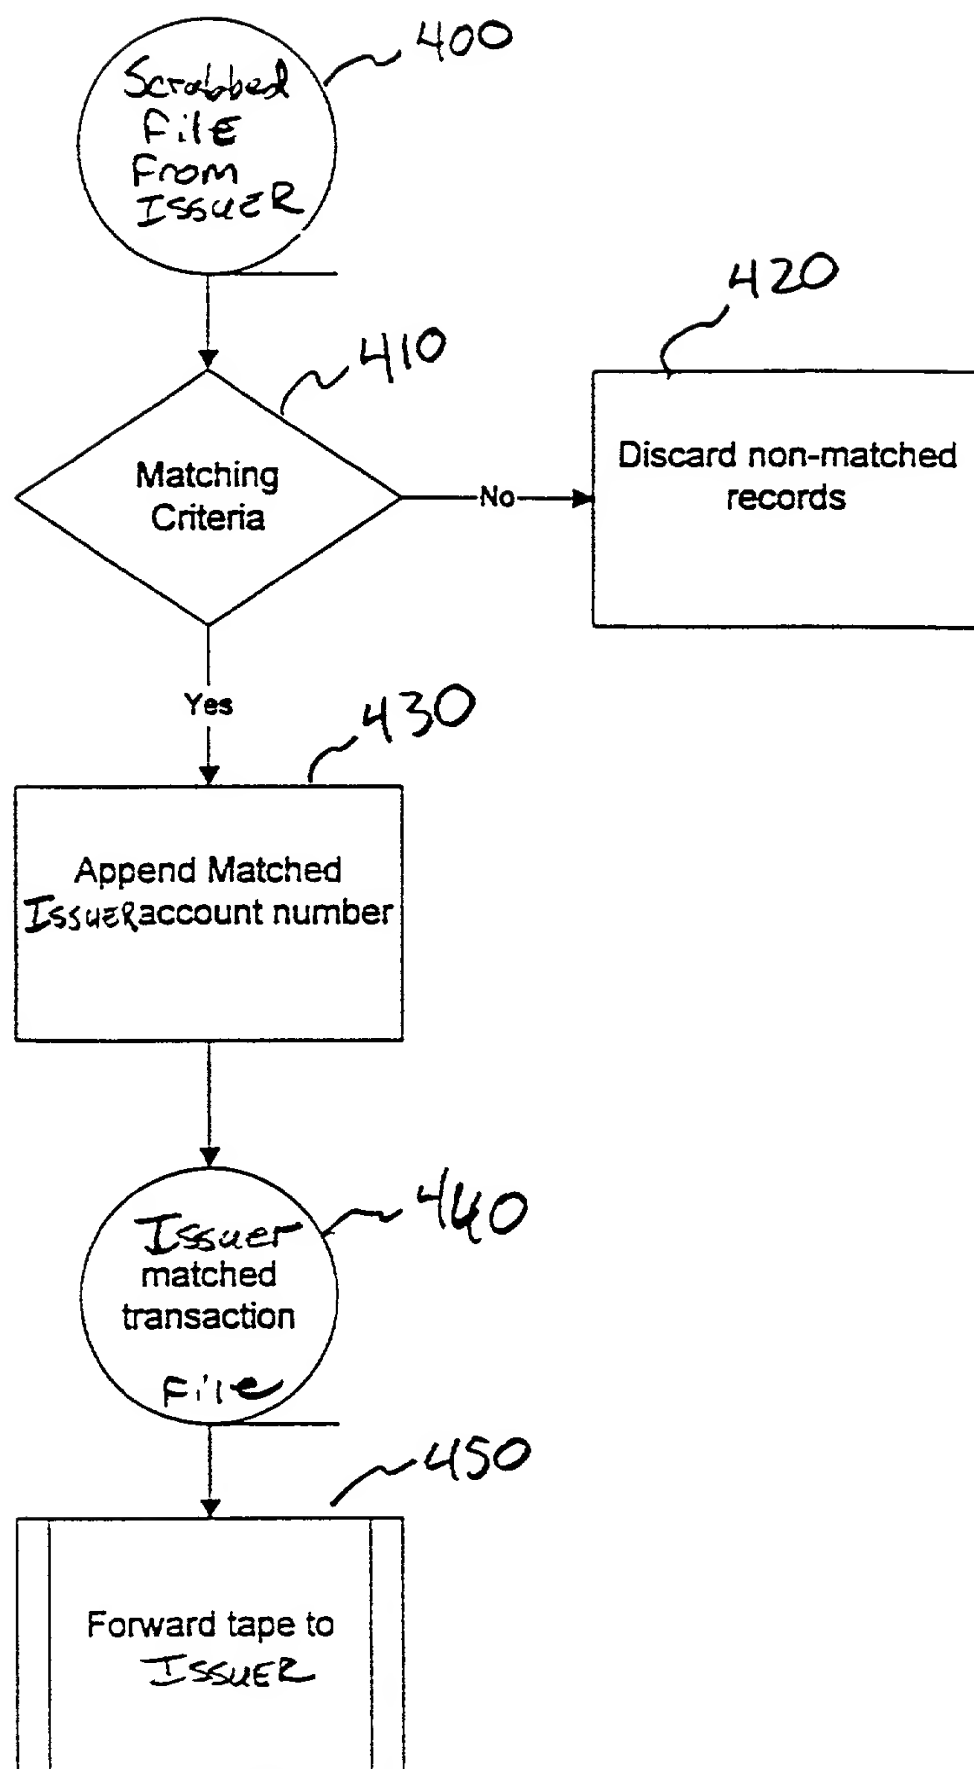 400
Scrabbed
File
From
ISSUER
420
410
Matching
Criteria
No
Discard non-matched
records
Yes
430
Append Matched
ISSUER account number
440
Issuer
matched
transaction
File
450
Forward tape to
ISSUER